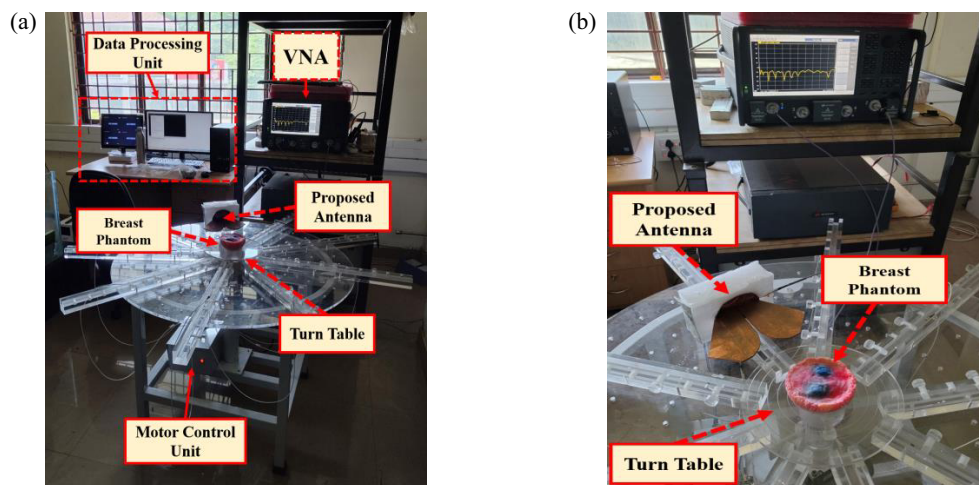 (a)
Data Processing
Unit
VNA
Proposed
Antenna
Breast
Phantom
Turn Table
Motor Control
Unit
(b)
Proposed
Antenna
Breast
Phantom
Turn Table